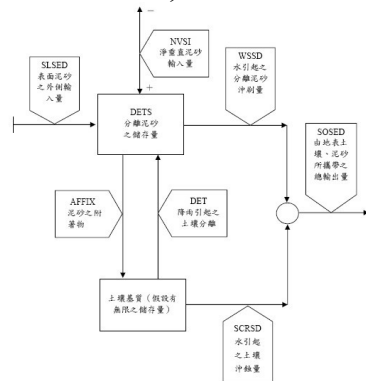 −
NVSI
淨垂直泥砂
輸入量
SLSED
表面泥砂
之外側輸
入量
WSSD
水引起之
分離泥砂
沖刷量
+
DETS
分離泥砂
之儲存量
SOSED
由地表土
壤、泥砂
所攜帶之
總輸出量
AFFIX
泥砂之附
著物
DET
降雨引起之
土壤分離
土壤基質（假設有
無限之儲存量）
SCRSD
水引起
之土壤
沖蝕量